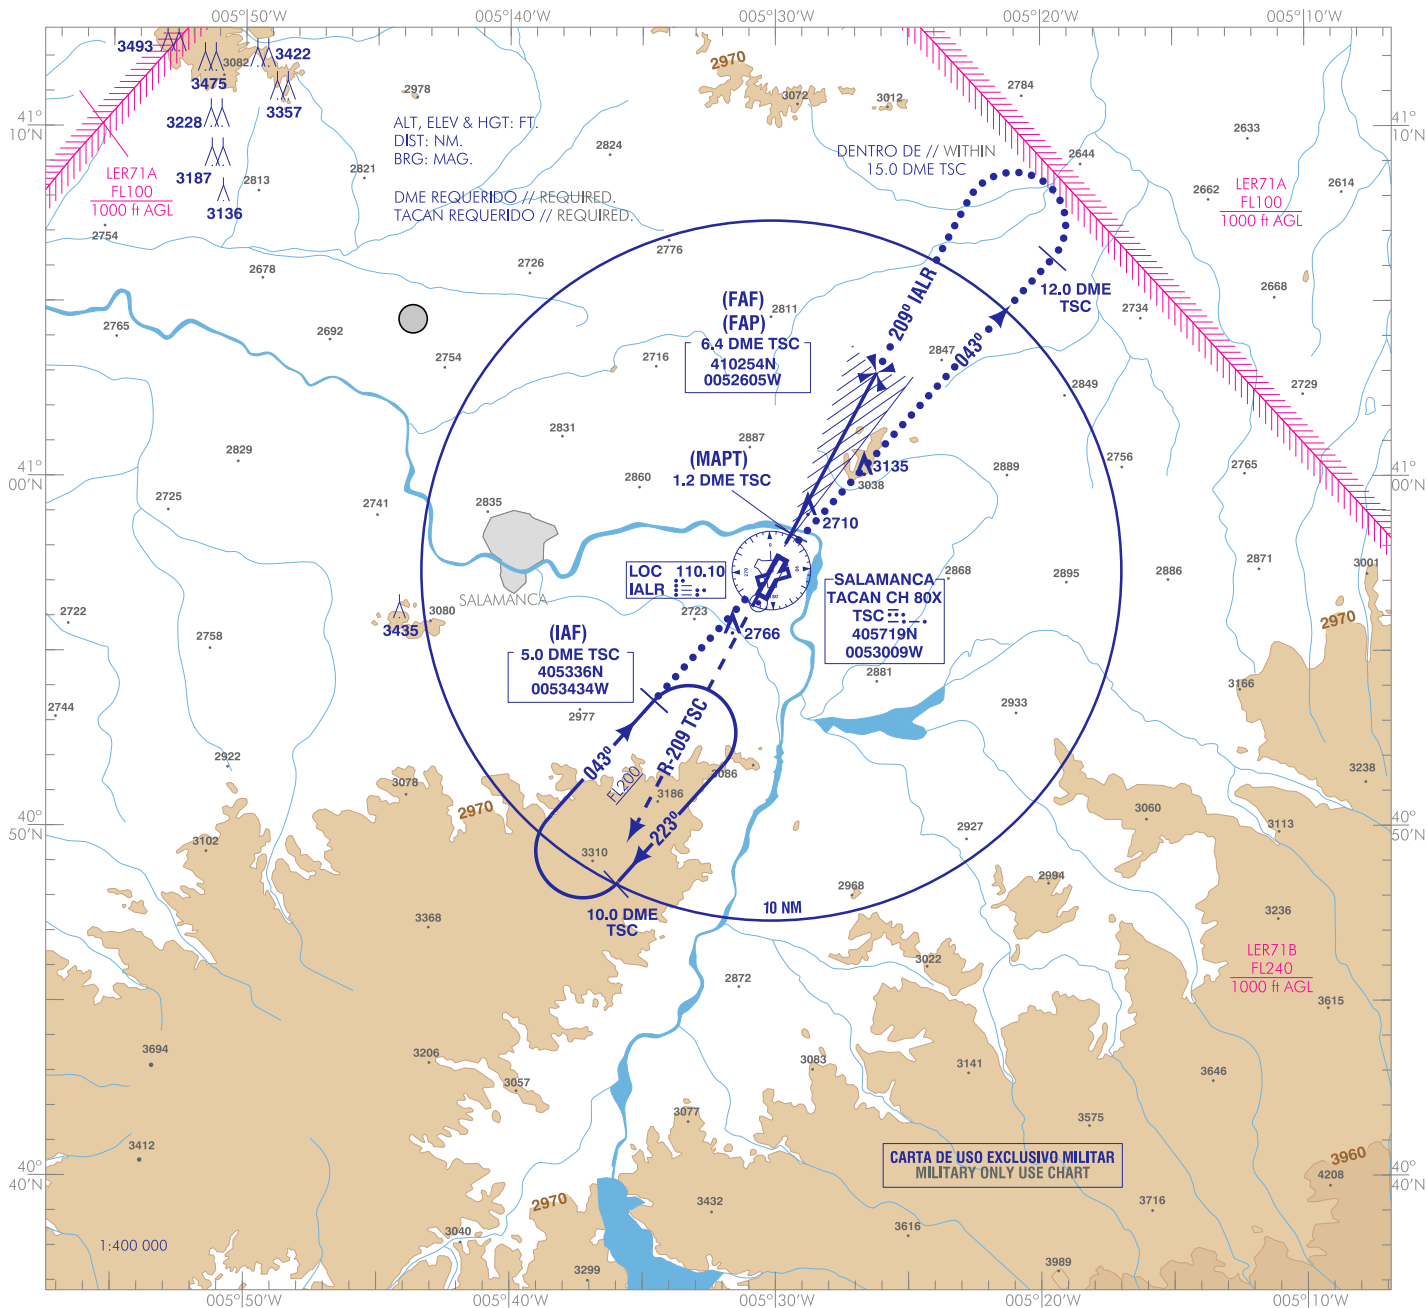 005°50'W
005°40'W
005°30'W
005°20'W
005°10'W
3493
3082
3422
3475
3357
3228
3187
3136
2978
2970
3072
3012
2784
2633
41°
10'N
41°
10'N
ALT, ELEV & HGT: FT.
DIST: NM.
BRG: MAG.
DME REQUERIDO // REQUIRED.
TACAN REQUERIDO // REQUIRED.
2824
2821
2813
DENTRO DE // WITHIN
15.0 DME TSC
2644
2662
2614
LER71A
FL100
1000 ft AGL
LER71A
FL100
1000 ft AGL
2754
2678
2726
2776
2765
2692
2754
2716
2811
2847
2734
2668
2849
2729
12.0 DME
TSC
209° IALR
043°
(FAF)
(FAP)
6.4 DME TSC
410254N
0052605W
2829
2725
2741
2831
2835
2860
2887
3135
3038
2889
2756
2765
41°
00'N
41°
00'N
(MAPT)
1.2 DME TSC
2710
LOC 110.10
IALR
SALAMANCA
SALAMANCA
TACAN CH 80X
TSC
405719N
0053009W
2868
2895
2886
2871
3001
2970
2722
2758
3080
3435
2723
2766
(IAF)
5.0 DME TSC
405336N
0053434W
2977
2881
2933
3166
2744
2922
3078
3102
2970
043°
R-209 TSC
FL200
223°
3086
3186
3310
10.0 DME
TSC
10 NM
2968
2927
2994
3060
3113
3238
3236
40°
50'N
40°
50'N
3368
2872
3022
LER71B
FL240
1000 ft AGL
3615
3694
3206
3057
3077
3083
3141
3646
3575
3412
CARTA DE USO EXCLUSIVO MILITAR
MILITARY ONLY USE CHART
3960
4208
40°
40'N
40°
40'N
2970
3040
3299
3432
3616
3716
3989
1:400 000
005°50'W
005°40'W
005°30'W
005°20'W
005°10'W